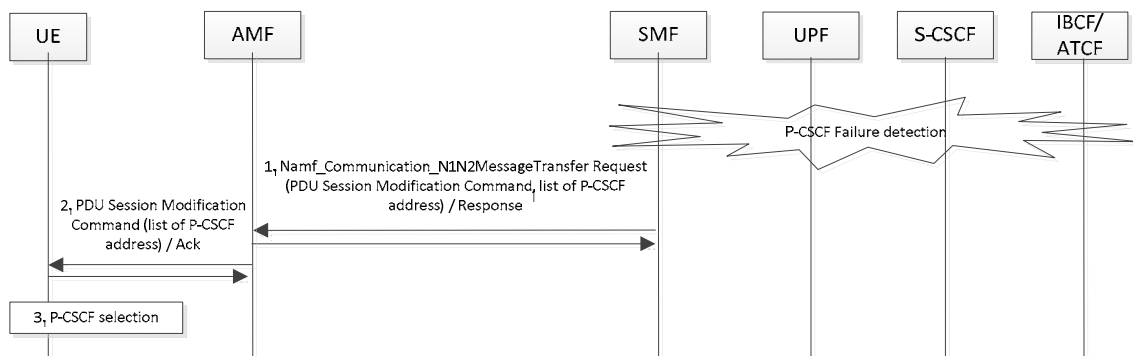 UE
AMF
SMF
UPF
S-CSCF
IBCF/
ATCF
P-CSCF Failure detection
1, Namf_Communication_N1N2MessageTransfer Request
(PDU Session Modification Command, list of P-CSCF
address) / Response
2, PDU Session Modification
Command (list of P-CSCF
address) / Ack
3, P-CSCF selection